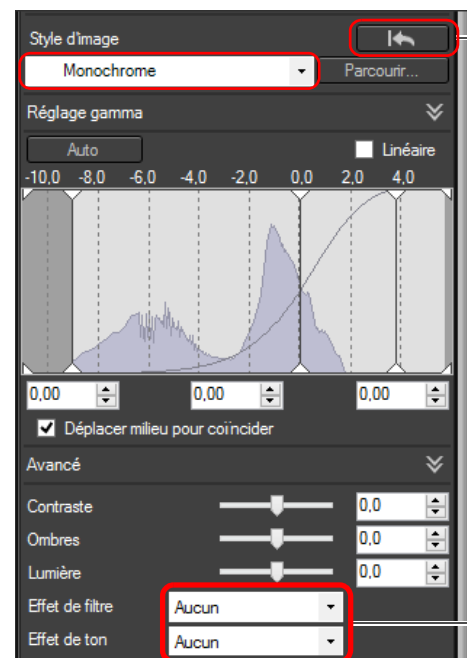 Style d'image
Monochrome Parcourir...
Réglage gamma
Auto Linéaire
-10,0 -8,0 -6,0 -4,0 -2,0 0,0 2,0 4,0
0,00 0,00 0,00
Déplacer milieu pour coïncider
Avancé
Contraste 0,0
Ombres 0,0
Lumière 0,0
Effet de filtre Aucun
Effet de ton Aucun